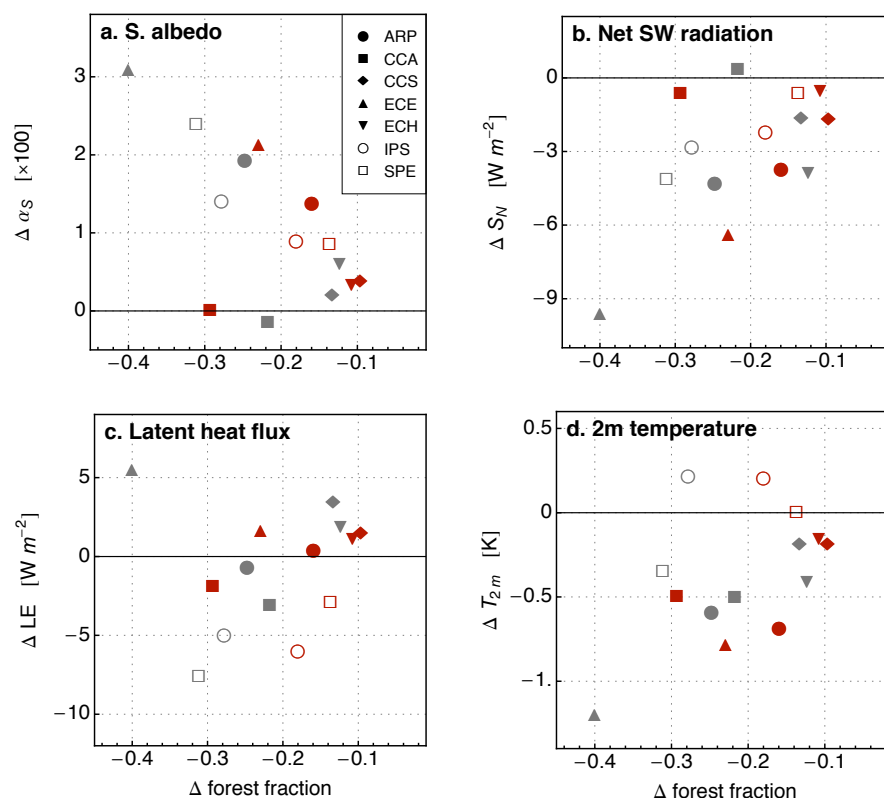 a. S. albedo
ARP
CCA
CCS
ECE
ECH
IPS
SPE
3
2
1
0
Δ α_S [×100]
−0.4 −0.3 −0.2 −0.1
b. Net SW radiation
0
−3
−6
−9
Δ S_N [W m⁻²]
−0.4 −0.3 −0.2 −0.1
c. Latent heat flux
5
0
−5
−10
Δ LE [W m⁻²]
−0.4 −0.3 −0.2 −0.1
Δ forest fraction
d. 2m temperature
0.5
0
−0.5
−1.
Δ T_2m [K]
−0.4 −0.3 −0.2 −0.1
Δ forest fraction